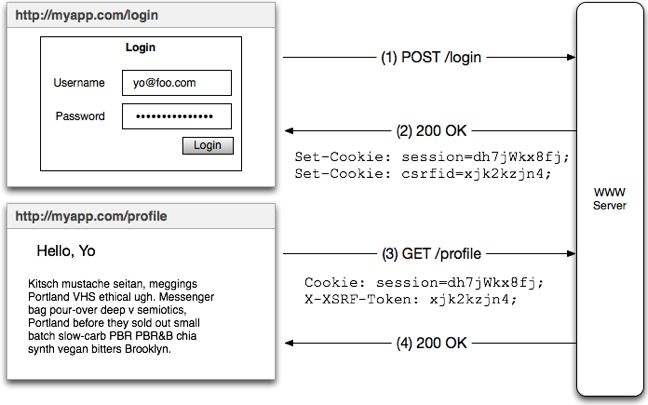 http://myapp.com/login
Login
Username
yo@foo.com
Password
•••••••••••••••
Login
(1) POST /login
(2) 200 OK
Set-Cookie: session=dh7jWkx8fj;
Set-Cookie: csrfid=xjk2kzjn4;
WWW
Server
http://myapp.com/profile
Hello, Yo
Kitsch mustache seitan, meggings
Portland VHS ethical ugh. Messenger
bag pour-over deep v semiotics,
Portland before they sold out small
batch slow-carb PBR PBR&B chia
synth vegan bitters Brooklyn.
(3) GET /profile
Cookie: session=dh7jWkx8fj;
X-XSRF-Token: xjk2kzjn4;
(4) 200 OK